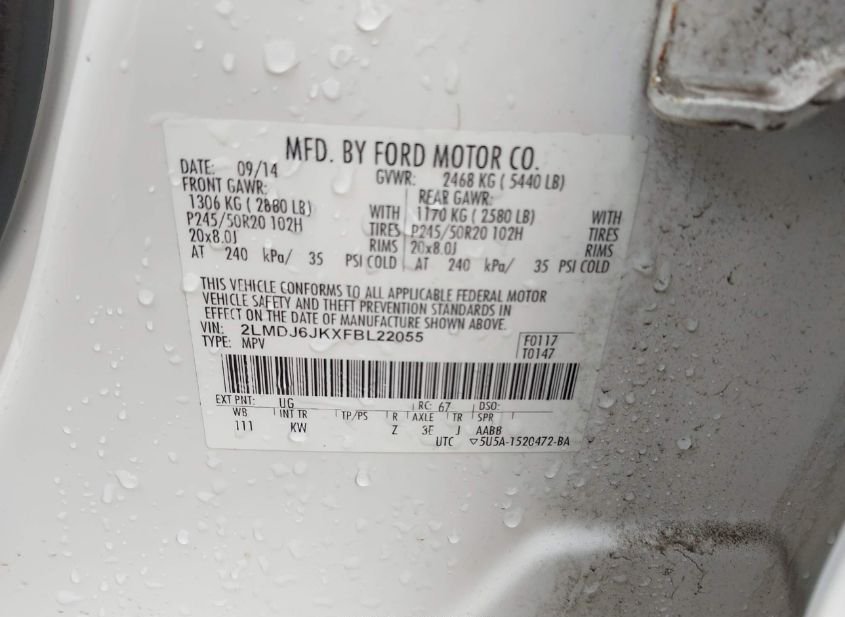 MFD. BY FORD MOTOR CO.
DATE: 09/14 GVWR: 2468 KG ( 5440 LB)
FRONT GAWR: REAR GAWR:
1306 KG ( 2880 LB) WITH 1170 KG ( 2580 LB) WITH
P245/50R20 102H TIRES P245/50R20 102H TIRES
20x8.0J RIMS 20x8.0J RIMS
AT 240 kPa/ 35 PSI COLD AT 240 kPa/ 35 PSI COLD
THIS VEHICLE CONFORMS TO ALL APPLICABLE FEDERAL MOTOR
VEHICLE SAFETY AND THEFT PREVENTION STANDARDS IN
EFFECT ON THE DATE OF MANUFACTURE SHOWN ABOVE.
VIN: 2LMDJ6JKXFBL22055 F0117
TYPE: MPV T0147
EXT PNT: UG RC: 67 DSO:
WB INT TR TP/PS R AXLE TR SPR
111 KW Z 3E J AABB
UTC ▽5U5A-1520472-BA